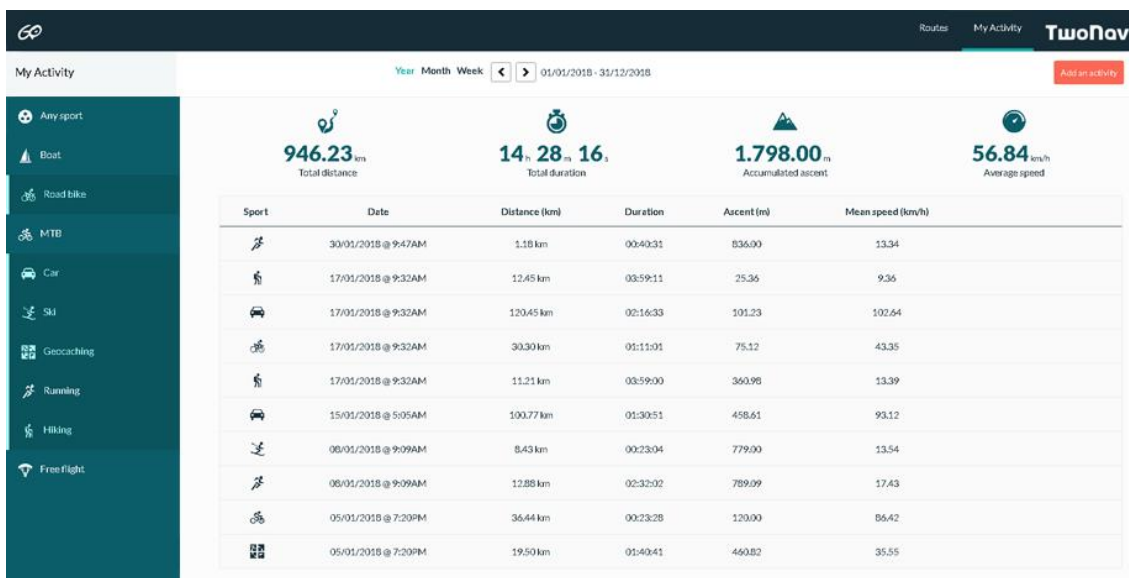 GO
Routes My Activity TwoNav
My Activity
Year Month Week 01/01/2018 - 31/12/2018
Add an activity
Any sport
Boat
Road bike
MTB
Car
Ski
Geocaching
Running
Hiking
Free flight
946.23 km
Total distance
14 h 28 m 16 s
Total duration
1.798.00 m
Accumulated ascent
56.84 km/h
Average speed
Sport Date Distance (km) Duration Ascent (m) Mean speed (km/h)
30/01/2018 @ 9:47AM 1.18 km 00:40:31 836.00 13.34
17/01/2018 @ 9:32AM 12.45 km 03:59:11 25.36 9.36
17/01/2018 @ 9:32AM 120.45 km 02:16:33 101.23 102.64
17/01/2018 @ 9:32AM 30.30 km 01:11:01 75.12 43.35
17/01/2018 @ 9:32AM 11.21 km 03:59:00 360.98 13.39
15/01/2018 @ 5:05AM 100.77 km 01:30:51 458.61 93.12
08/01/2018 @ 9:09AM 8.43 km 00:23:04 779.00 13.54
08/01/2018 @ 9:09AM 12.88 km 02:32:02 789.09 17.43
05/01/2018 @ 7:20PM 36.44 km 00:23:28 120.00 86.42
05/01/2018 @ 7:20PM 19.50 km 01:40:41 460.82 35.55